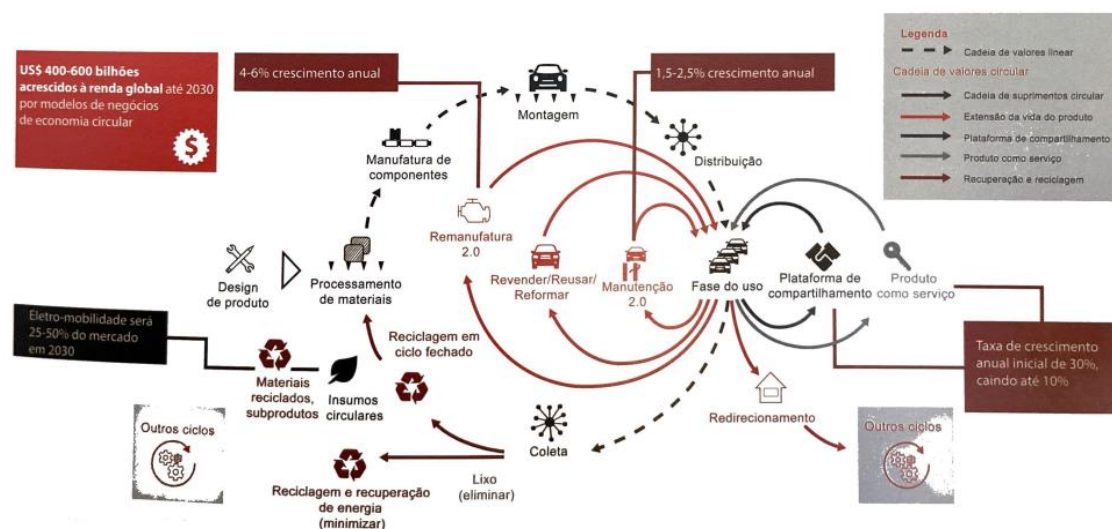 US$ 400-600 bilhões
acrescidos à renda global até 2030
por modelos de negócios
de economia circular
$
4-6% crescimento anual
1,5-2,5% crescimento anual
Legenda
Cadeia de valores linear
Cadeia de valores circular
Cadeia de suprimentos circular
Extensão da vida do produto
Plataforma de compartilhamento
Produto como serviço
Recuperação e reciclagem
Montagem
Manufatura de
componentes
Distribuição
Remanufatura
2.0
Design
de produto
Processamento
de materiais
Revender/Reusar/
Reformar
Manutenção
2.0
Fase do uso
Plataforma de
compartilhamento
Produto
como serviço
Eletro-mobilidade será
25-50% do mercado
em 2030
Reciclagem em
ciclo fechado
Taxa de crescimento
anual inicial de 30%,
caindo até 10%
Materiais
reciclados,
subprodutos
Insumos
circulares
Redirecionamento
Outros ciclos
Coleta
Outros ciclos
Lixo
(eliminar)
Reciclagem e recuperação
de energia
(minimizar)